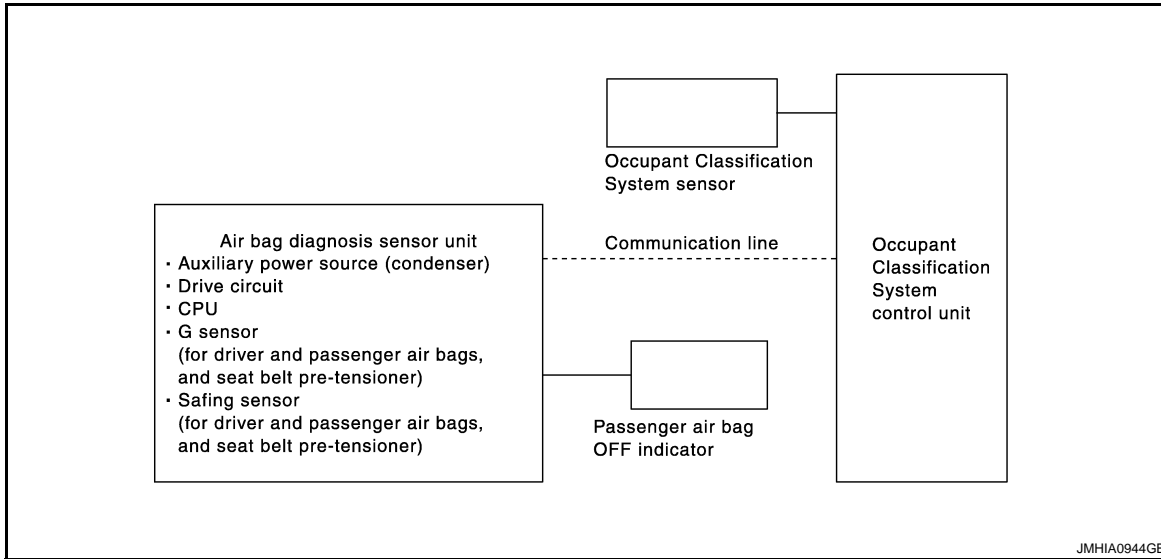 Occupant Classification
System sensor
Air bag diagnosis sensor unit
· Auxiliary power source (condenser)
· Drive circuit
· CPU
· G sensor
(for driver and passenger air bags,
and seat belt pre-tensioner)
· Safing sensor
(for driver and passenger air bags,
and seat belt pre-tensioner)
Communication line
Passenger air bag
OFF indicator
Occupant
Classification
System
control unit
JMHIA0944GB